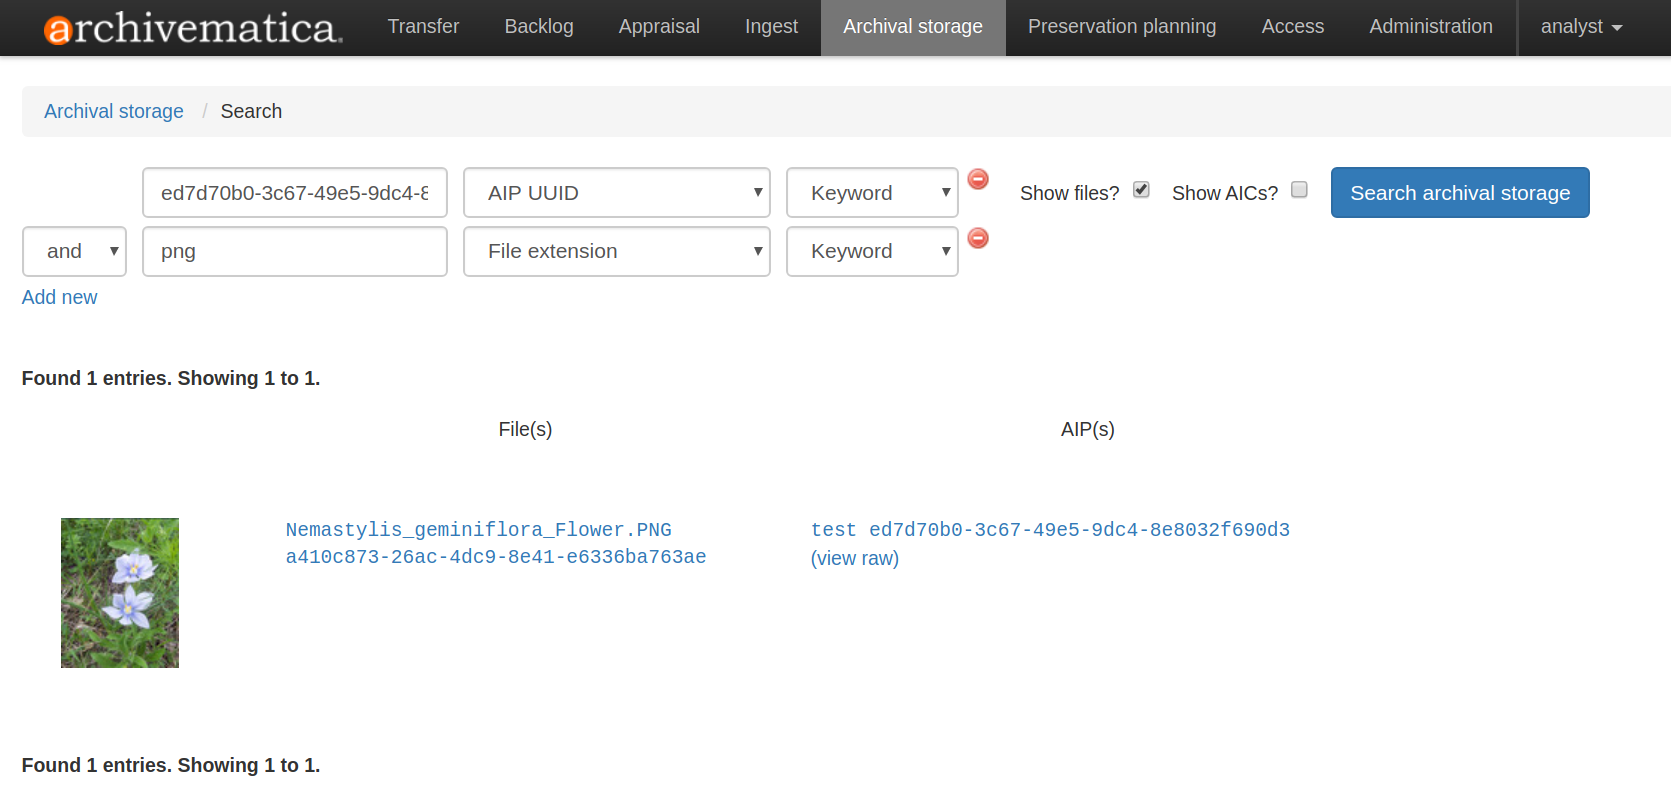 archivematica. Transfer Backlog Appraisal Ingest Archival storage Preservation planning Access Administration analyst
Archival storage / Search
ed7d70b0-3c67-49e5-9dc4-8 AIP UUID Keyword Show files? Show AICs? Search archival storage
and png File extension Keyword
Add new
Found 1 entries. Showing 1 to 1.
File(s) AIP(s)
Nemastylis_geminiflora_Flower.PNG test ed7d70b0-3c67-49e5-9dc4-8e8032f690d3
a410c873-26ac-4dc9-8e41-e6336ba763ae (view raw)
Found 1 entries. Showing 1 to 1.